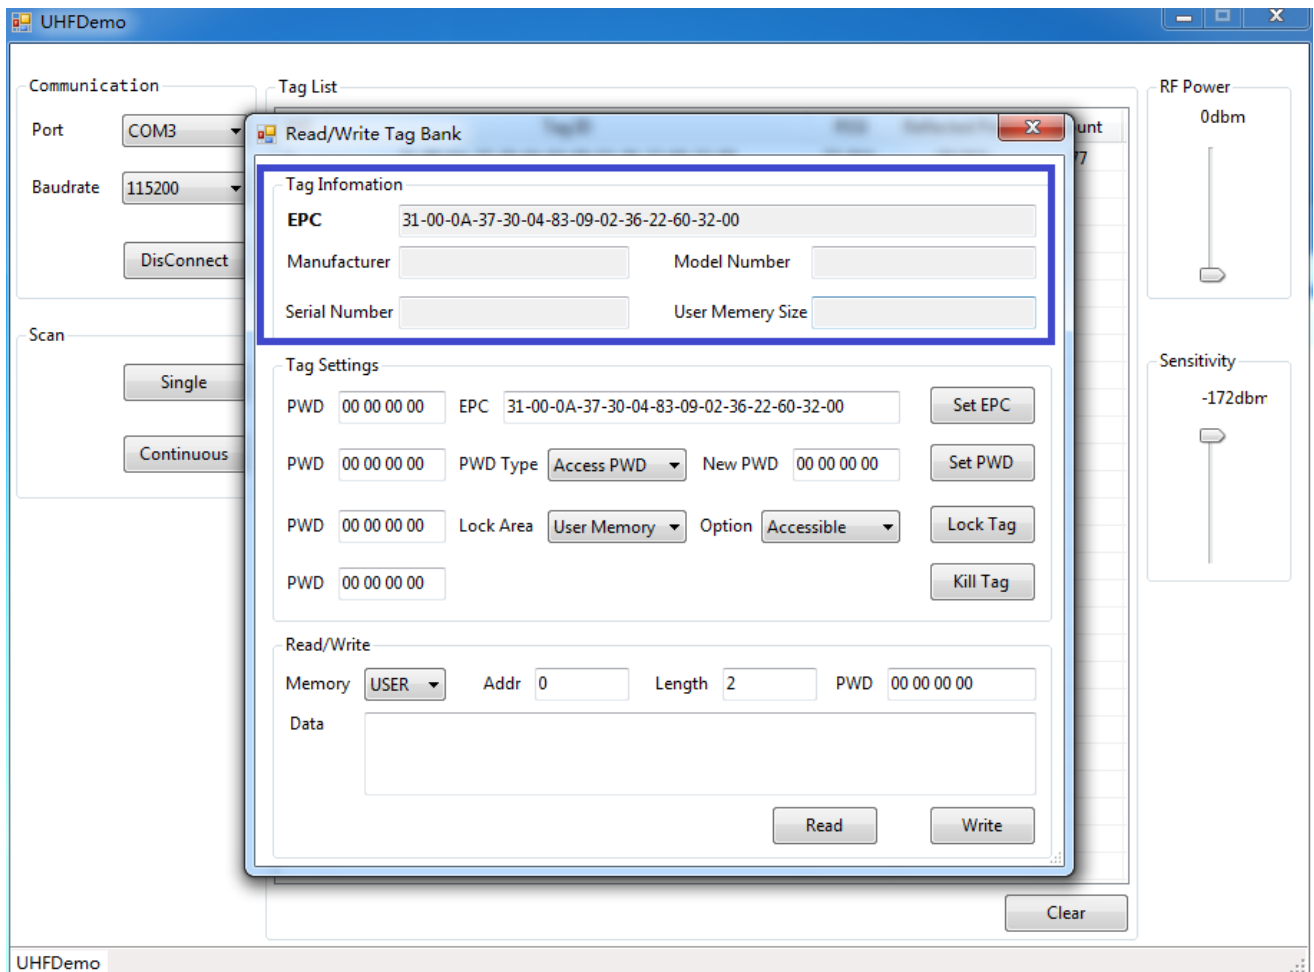 UHFDemo
Communication
Port COM3
Baudrate 115200
DisConnect
Scan
Single
Continuous
Tag List
unt
77
Read/Write Tag Bank
Tag Infomation
EPC 31-00-0A-37-30-04-83-09-02-36-22-60-32-00
Manufacturer Model Number
Serial Number User Memory Size
Tag Settings
PWD 00 00 00 00 EPC 31-00-0A-37-30-04-83-09-02-36-22-60-32-00 Set EPC
PWD 00 00 00 00 PWD Type Access PWD New PWD 00 00 00 00 Set PWD
PWD 00 00 00 00 Lock Area User Memory Option Accessible Lock Tag
PWD 00 00 00 00 Kill Tag
Read/Write
Memory USER Addr 0 Length 2 PWD 00 00 00 00
Data
Read Write
Clear
RF Power
0dbm
Sensitivity
-172dbm
UHFDemo